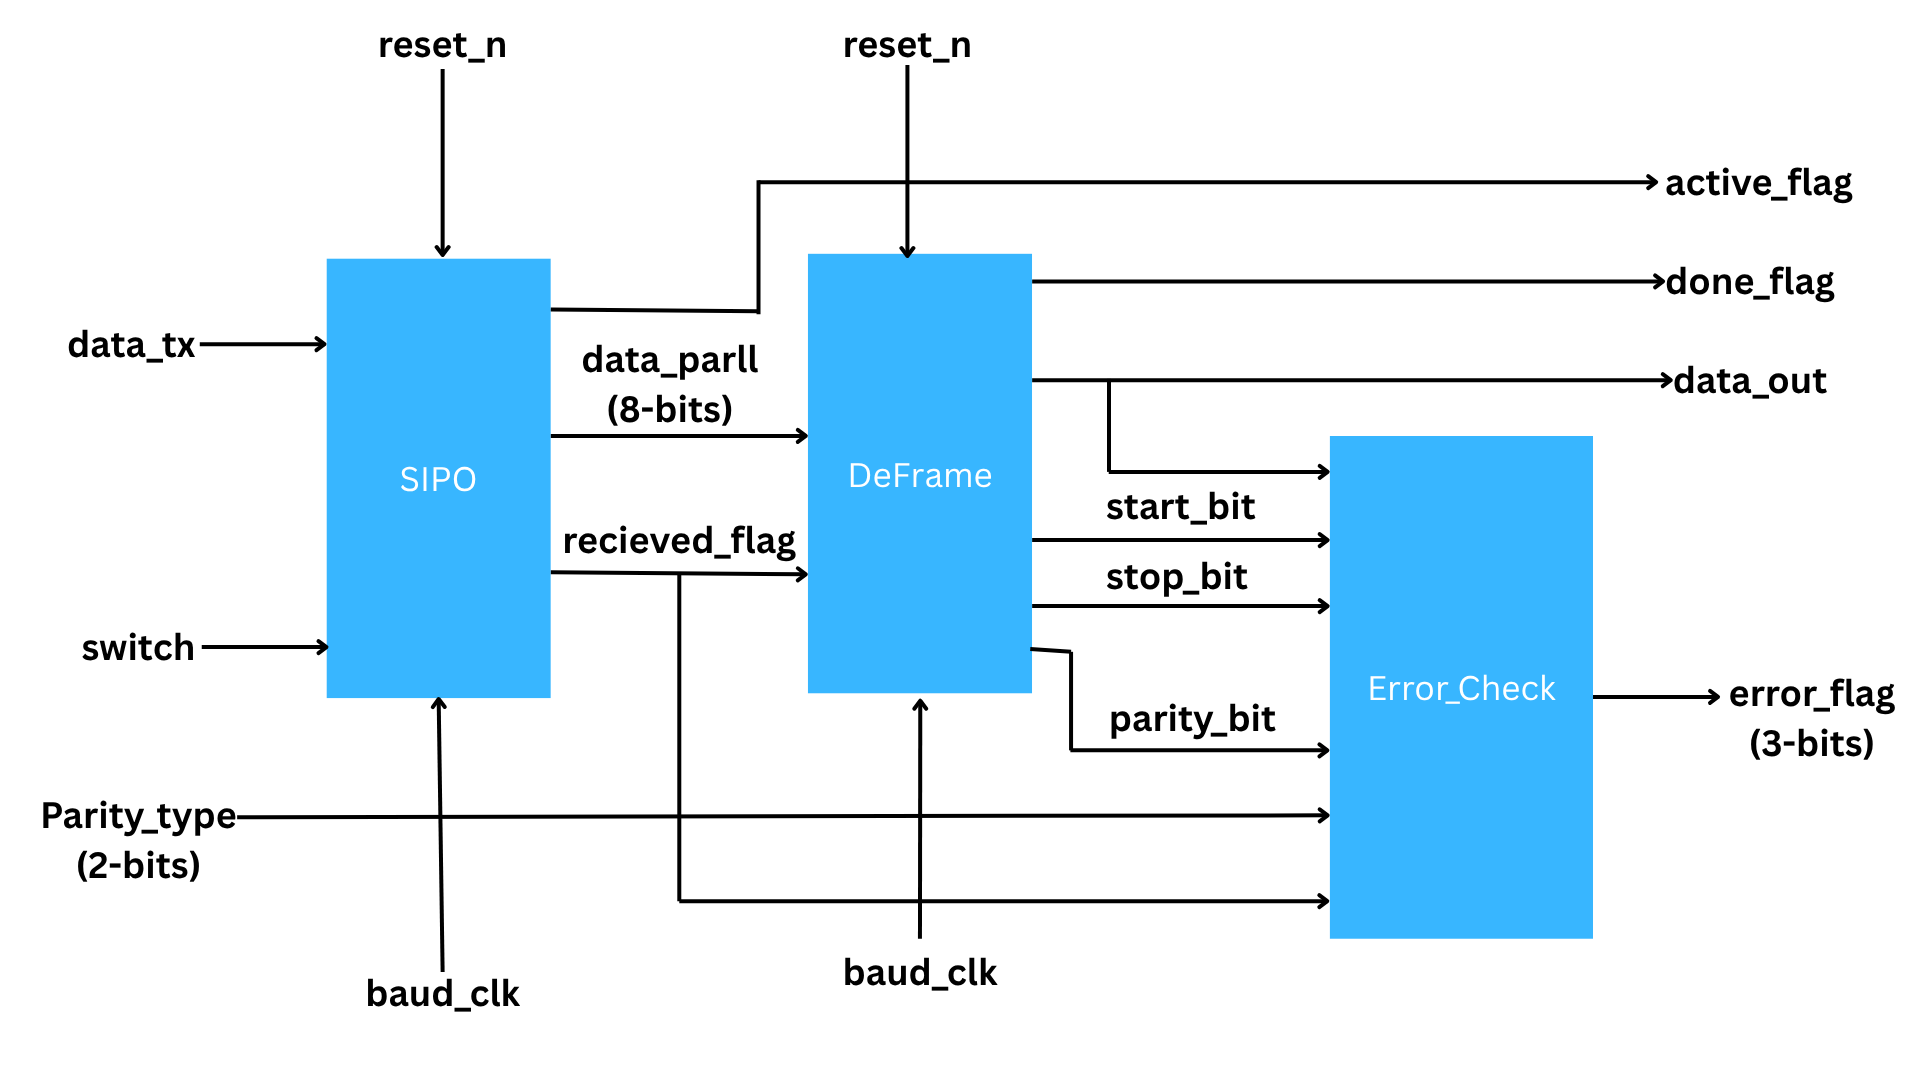 reset_n
reset_n
active_flag
done_flag
data_tx
data_parll
(8-bits)
data_out
SIPO
DeFrame
start_bit
recieved_flag
stop_bit
switch
Error_Check
error_flag
(3-bits)
parity_bit
Parity_type
(2-bits)
baud_clk
baud_clk